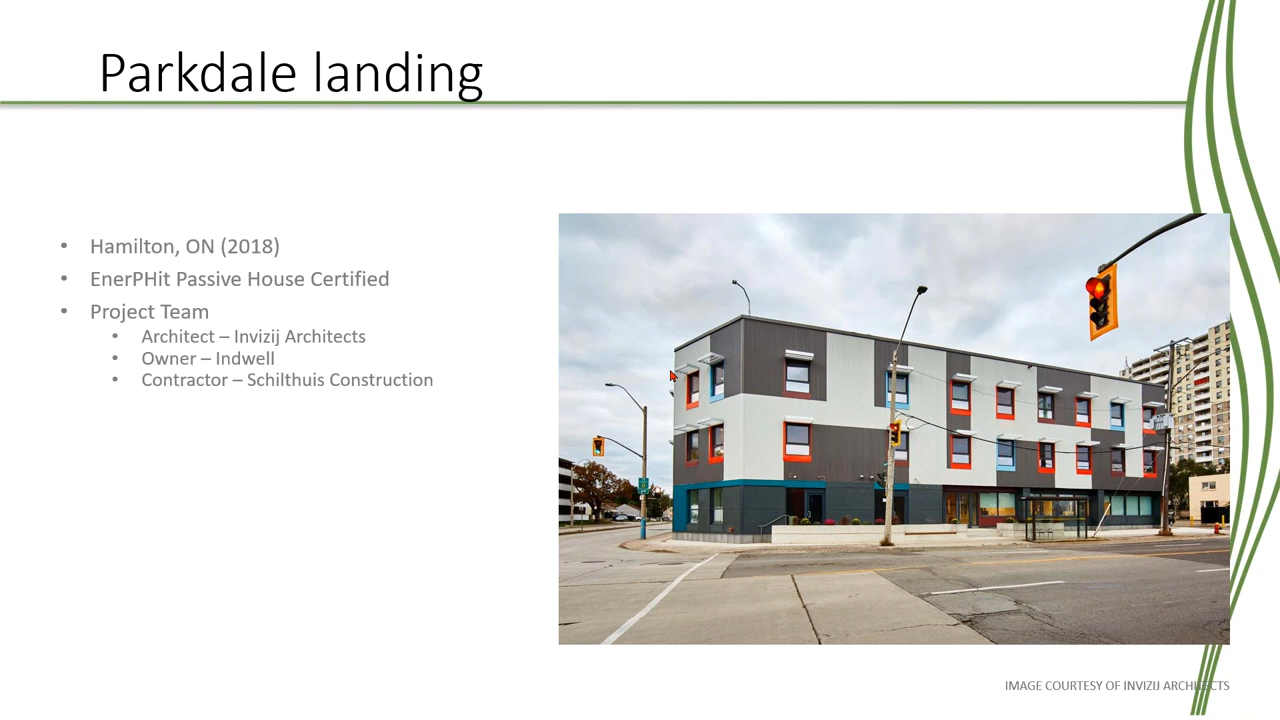 Parkdale landing
• Hamilton, ON (2018)
• EnerPHit Passive House Certified
• Project Team
• Architect – Invizij Architects
• Owner – Indwell
• Contractor – Schilthuis Construction
IMAGE COURTESY OF INVIZIJ ARCHITECTS